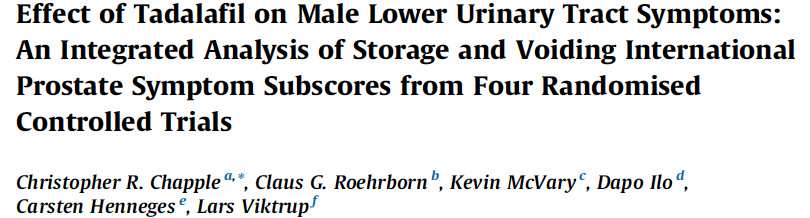 Effect of Tadalafil on Male Lower Urinary Tract Symptoms:
An Integrated Analysis of Storage and Voiding International
Prostate Symptom Subscores from Four Randomised
Controlled Trials
Christopher R. Chapple a,*, Claus G. Roehrborn b, Kevin McVary c, Dapo Ilo d,
Carsten Henneges e, Lars Viktrup f